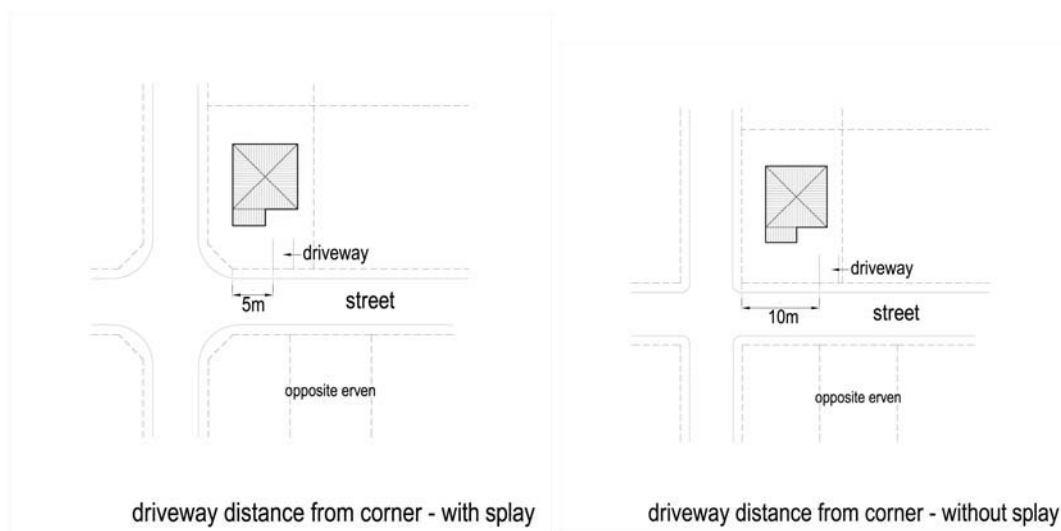 driveway
5m
street
opposite erven
driveway distance from corner - with splay
driveway
10m
street
opposite erven
driveway distance from corner - without splay